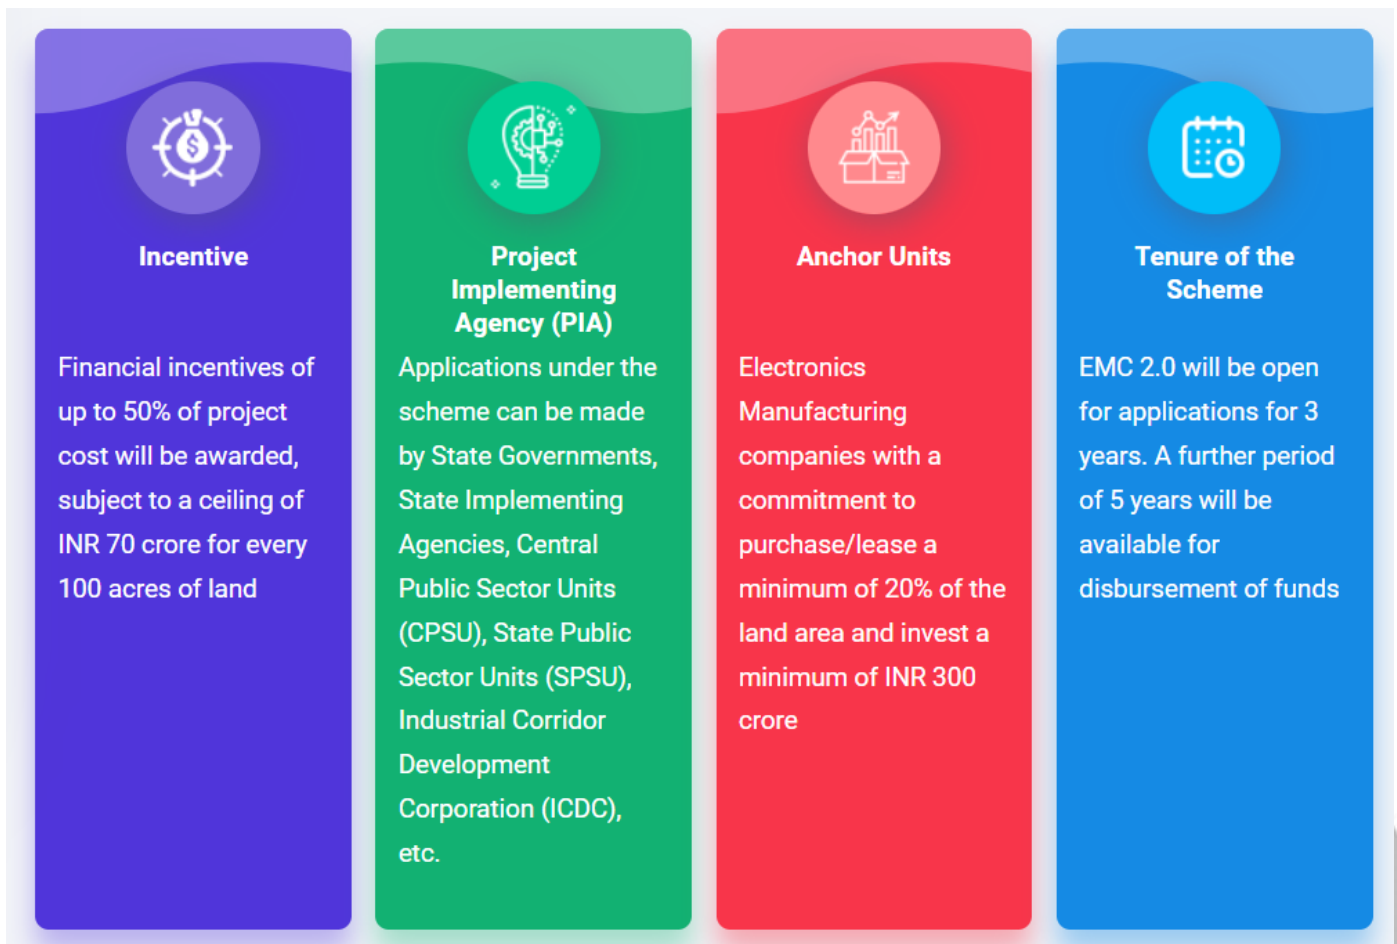 Incentive
Financial incentives of
up to 50% of project
cost will be awarded,
subject to a ceiling of
INR 70 crore for every
100 acres of land
Project
Implementing
Agency (PIA)
Applications under the
scheme can be made
by State Governments,
State Implementing
Agencies, Central
Public Sector Units
(CPSU), State Public
Sector Units (SPSU),
Industrial Corridor
Development
Corporation (ICDC),
etc.
Anchor Units
Electronics
Manufacturing
companies with a
commitment to
purchase/lease a
minimum of 20% of the
land area and invest a
minimum of INR 300
crore
Tenure of the
Scheme
EMC 2.0 will be open
for applications for 3
years. A further period
of 5 years will be
available for
disbursement of funds